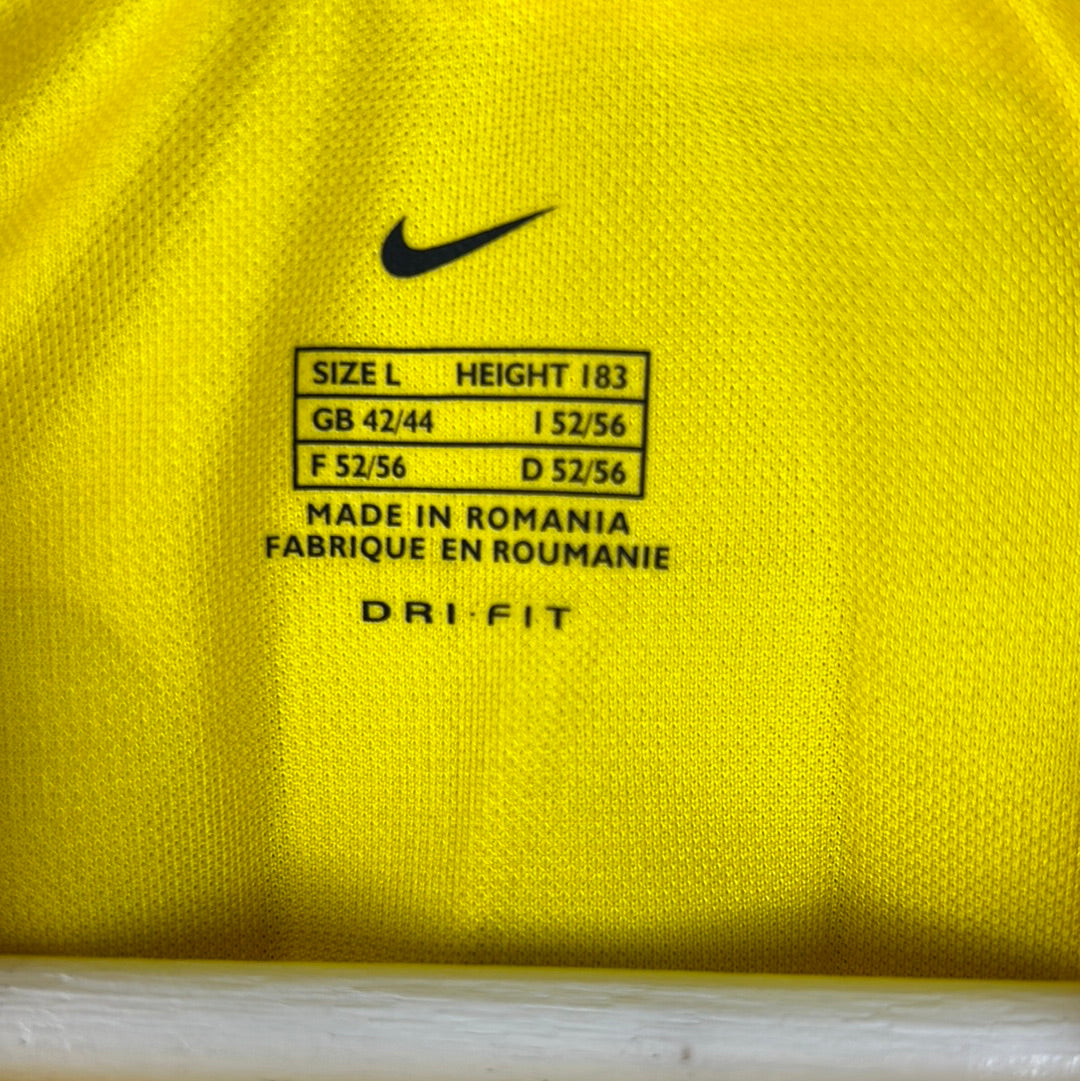 SIZE L HEIGHT 183
GB 42/44 I 52/56
F 52/56 D 52/56
MADE IN ROMANIA
FABRIQUE EN ROUMANIE
DRI·FIT